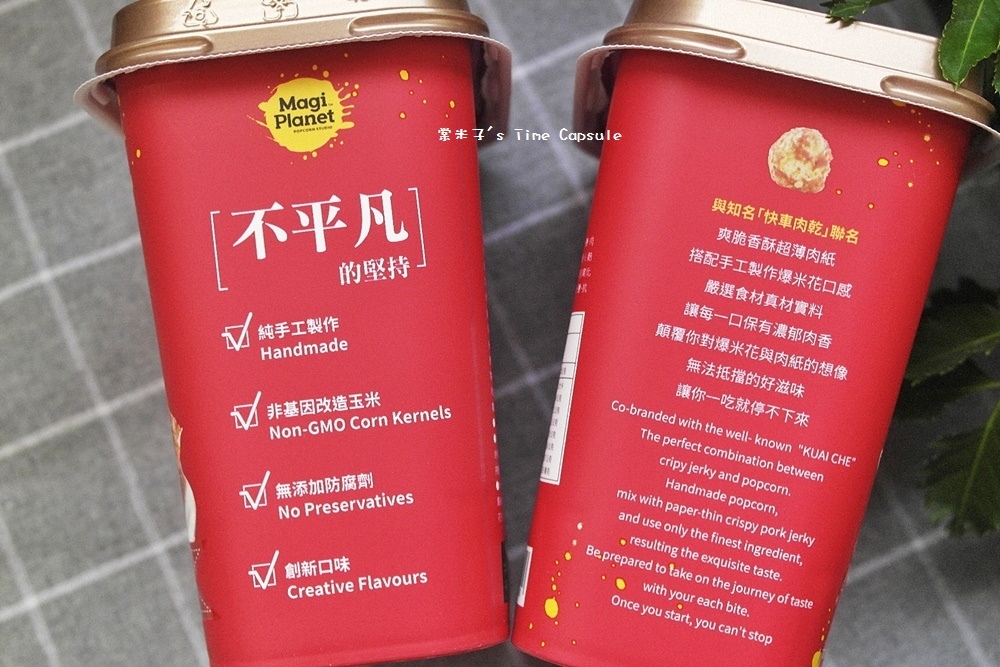 Magi
Planet
POPCORN STUDIO
不平凡
的堅持
純手工製作
Handmade
非基因改造玉米
Non-GMO Corn Kernels
無添加防腐劑
No Preservatives
創新口味
Creative Flavours
棠米子's Time Capsule
與知名「快車肉乾」聯名
爽脆香酥超薄肉紙
搭配手工製作爆米花口感
嚴選食材真材實料
讓每一口保有濃郁肉香
顛覆你對爆米花與肉紙的想像
無法抵擋的好滋味
讓你一吃就停不下來
Co-branded with the well- known "KUAI CHE"
The perfect combination between
cripy jerky and popcorn.
Handmade popcorn,
mix with paper-thin crispy pork jerky
and use only the finest ingredient,
resulting the exquisite taste.
Be prepared to take on the journey of taste
with your each bite.
Once you start, you can't stop